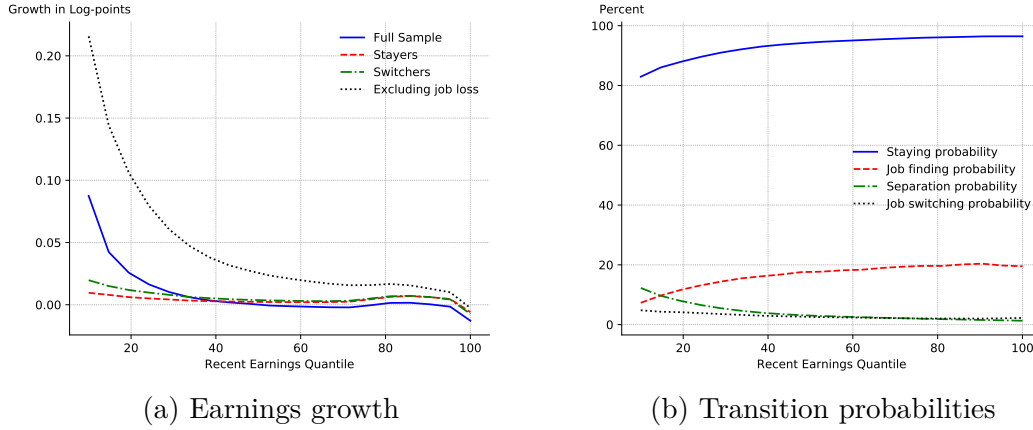 Growth in Log-points
0.20
0.15
0.10
0.05
0.00
20
40
60
80
100
Recent Earnings Quantile
Full Sample
Stayers
Switchers
Excluding job loss
(a) Earnings growth
Percent
100
80
60
40
20
0
20
40
60
80
100
Recent Earnings Quantile
Staying probability
Job finding probability
Separation probability
Job switching probability
(b) Transition probabilities